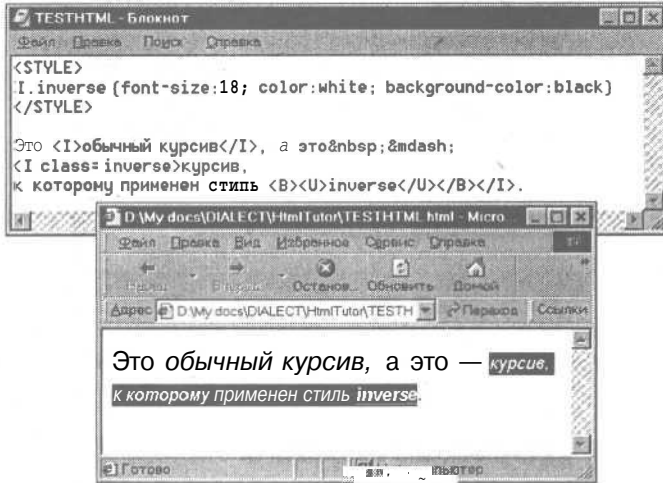 TESTHTML - Блокнот
Файл Правка Поиск Справка
<STYLE>
I.inverse {font-size:18; color:white; background-color:black}
</STYLE>
Это <I>обычный курсив</I>, а это&nbsp;&mdash;
<I class=inverse>курсив,
к которому применен стиль <B><U>inverse</U></B></I>.
D:\My docs\DIALECT\HtmlTutor\TESTHTML.html - Micro
Файл Правка Вид Избранное Сервис Справка
Останов... Обновить Домой
Адрес D:\My docs\DIALECT\HtmlTutor\TESTH Переход Ссылки
Это обычный курсив, а это — курсив,
к которому применен стиль inverse.
Готово